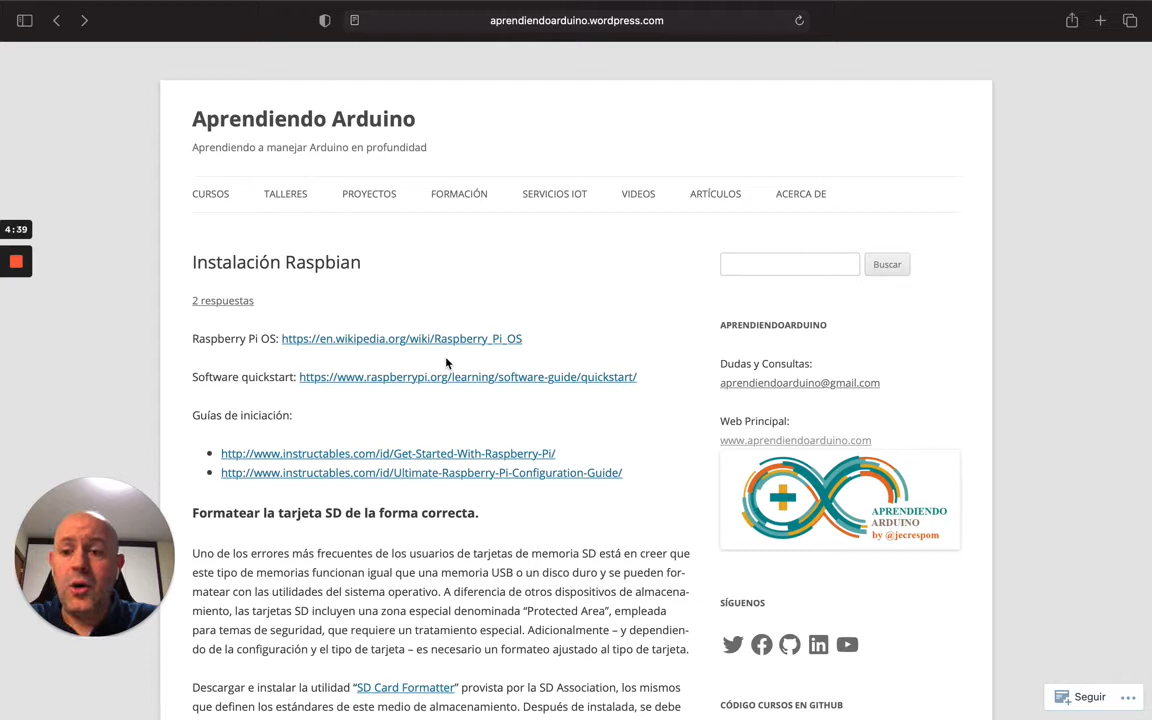 aprendiendoarduino.wordpress.com
Aprendiendo Arduino
Aprendiendo a manejar Arduino en profundidad
CURSOS TALLERES PROYECTOS FORMACIÓN SERVICIOS IOT VIDEOS ARTÍCULOS ACERCA DE
4:39
Instalación Raspbian
2 respuestas
Raspberry Pi OS: https://en.wikipedia.org/wiki/Raspberry_Pi_OS
Software quickstart: https://www.raspberrypi.org/learning/software-guide/quickstart/
Guías de iniciación:
http://www.instructables.com/id/Get-Started-With-Raspberry-Pi/
http://www.instructables.com/id/Ultimate-Raspberry-Pi-Configuration-Guide/
Formatear la tarjeta SD de la forma correcta.
Uno de los errores más frecuentes de los usuarios de tarjetas de memoria SD está en creer que
este tipo de memorias funcionan igual que una memoria USB o un disco duro y se pueden for-
matear con las utilidades del sistema operativo. A diferencia de otros dispositivos de almacena-
miento, las tarjetas SD incluyen una zona especial denominada “Protected Area”, empleada
para temas de seguridad, que requiere un tratamiento especial. Adicionalmente – y dependien-
do de la configuración y el tipo de tarjeta – es necesario un formateo ajustado al tipo de tarjeta.
Descargar e instalar la utilidad “SD Card Formatter” provista por la SD Association, los mismos
que definen los estándares de este medio de almacenamiento. Después de instalada, se debe
Buscar
APRENDIENDOARDUINO
Dudas y Consultas:
aprendiendoarduino@gmail.com
Web Principal:
www.aprendiendoarduino.com
APRENDIENDO
ARDUINO
by @jecrespom
SÍGUENOS
CÓDIGO CURSOS EN GITHUB
Seguir